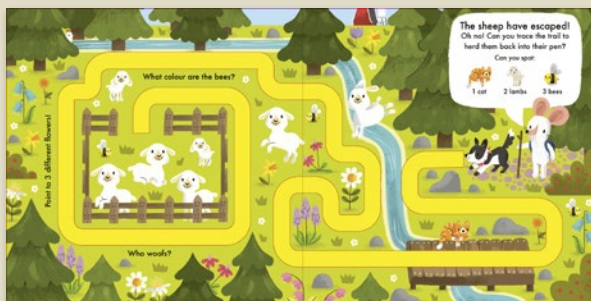 The sheep have escaped!
Oh no! Can you trace the trail to
herd them back into their pen?
Can you spot:
1 cat 2 lambs 3 bees
What colour are the bees?
Point to 3 different flowers!
Who woofs?